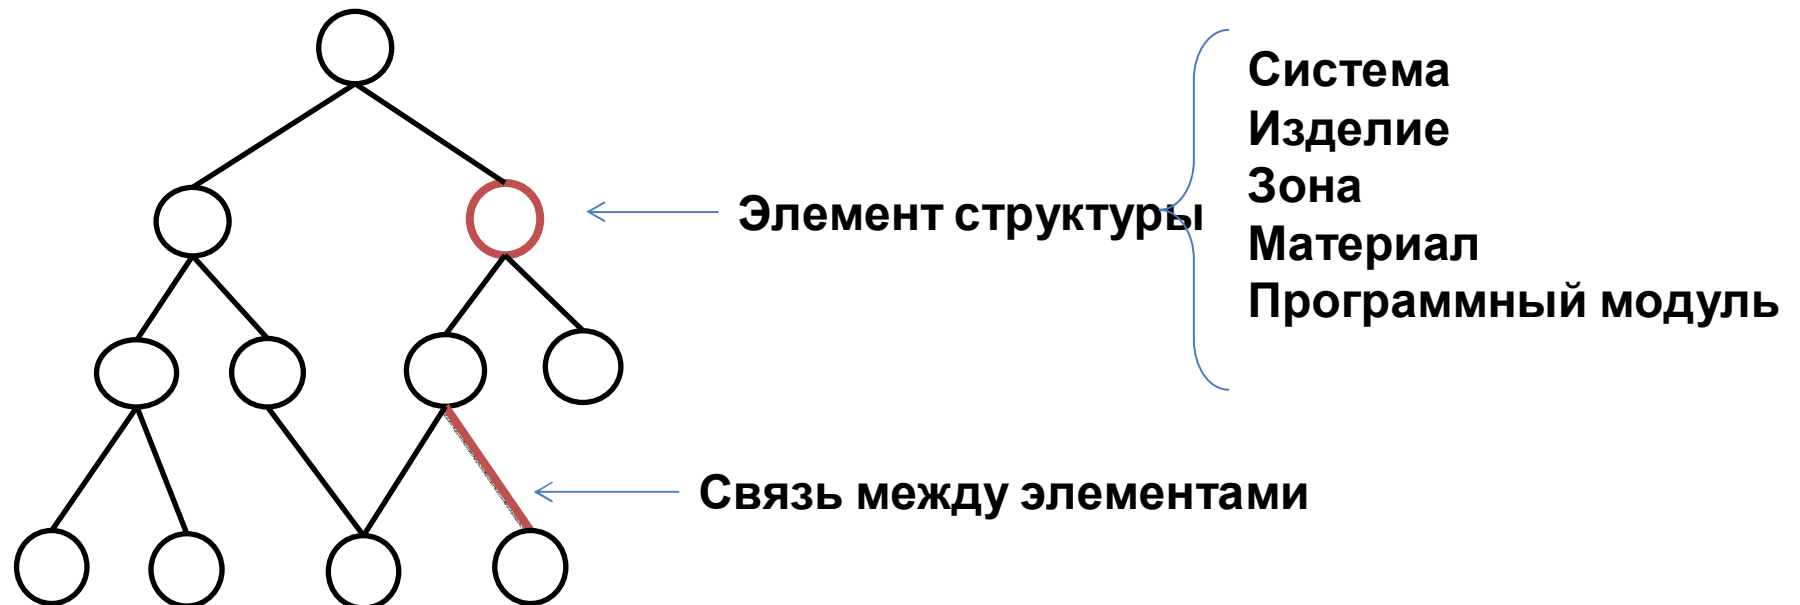 Система
Изделие
Зона
Элемент структуры
Материал
Программный модуль
Связь между элементами